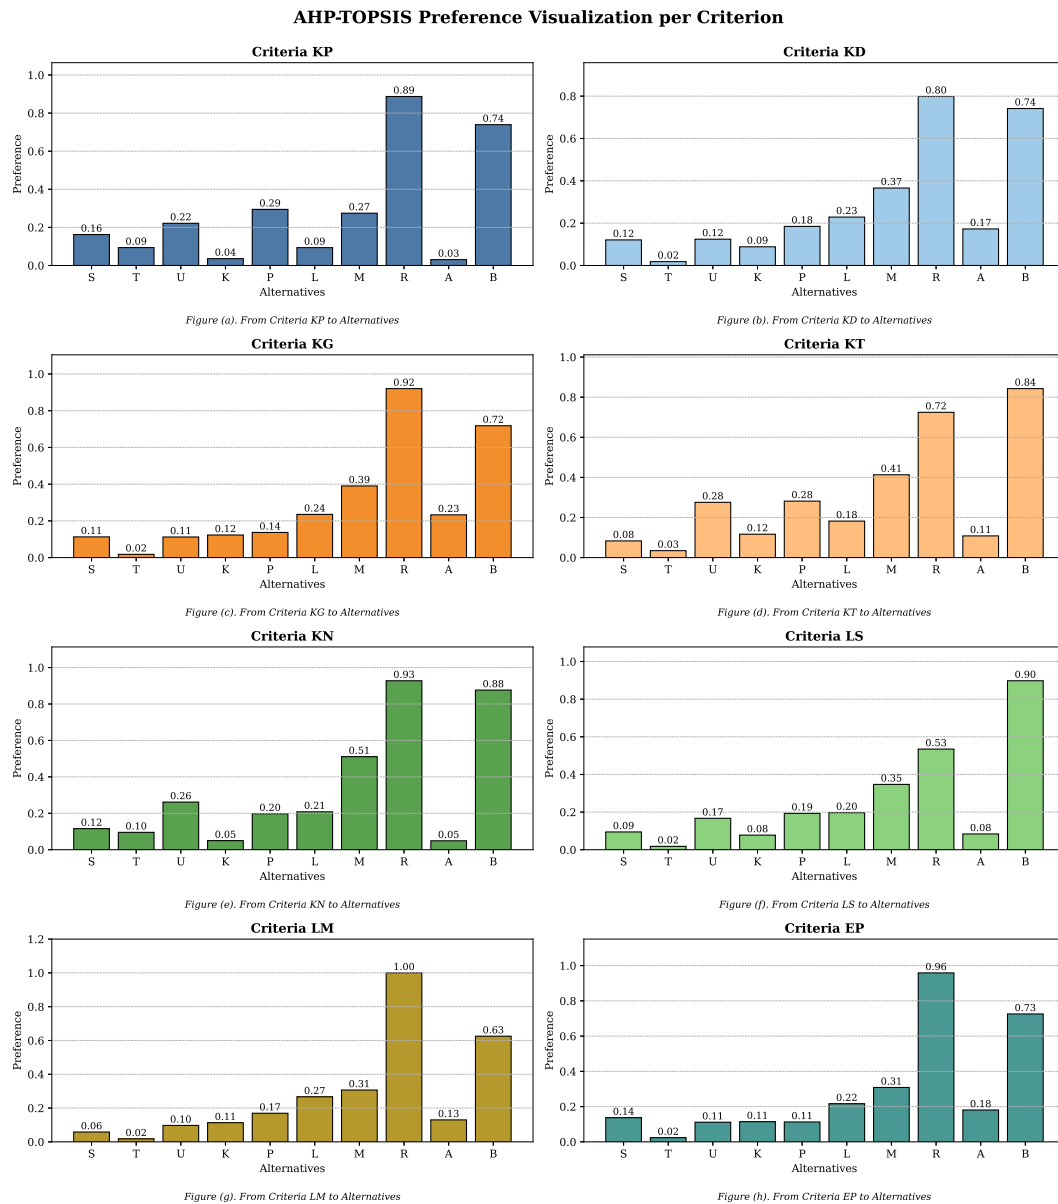 AHP-TOPSIS Preference Visualization per Criterion
Criteria KP
Preference
1.0
0.8
0.6
0.4
0.2
0.0
0.16 0.09 0.22 0.04 0.29 0.09 0.27 0.89 0.03 0.74
S T U K P L M R A B
Alternatives
Figure (a). From Criteria KP to Alternatives
Criteria KD
Preference
0.8
0.6
0.4
0.2
0.0
0.12 0.02 0.12 0.09 0.18 0.23 0.37 0.80 0.17 0.74
S T U K P L M R A B
Alternatives
Figure (b). From Criteria KD to Alternatives
Criteria KG
Preference
1.0
0.8
0.6
0.4
0.2
0.0
0.11 0.02 0.11 0.12 0.14 0.24 0.39 0.92 0.23 0.72
S T U K P L M R A B
Alternatives
Figure (c). From Criteria KG to Alternatives
Criteria KT
Preference
1.0
0.8
0.6
0.4
0.2
0.0
0.08 0.03 0.28 0.12 0.28 0.18 0.41 0.72 0.11 0.84
S T U K P L M R A B
Alternatives
Figure (d). From Criteria KT to Alternatives
Criteria KN
Preference
1.0
0.8
0.6
0.4
0.2
0.0
0.12 0.10 0.26 0.05 0.20 0.21 0.51 0.93 0.05 0.88
S T U K P L M R A B
Alternatives
Figure (e). From Criteria KN to Alternatives
Criteria LS
Preference
1.0
0.8
0.6
0.4
0.2
0.0
0.09 0.02 0.17 0.08 0.19 0.20 0.35 0.53 0.08 0.90
S T U K P L M R A B
Alternatives
Figure (f). From Criteria LS to Alternatives
Criteria LM
Preference
1.2
1.0
0.8
0.6
0.4
0.2
0.0
0.06 0.02 0.10 0.11 0.17 0.27 0.31 1.00 0.13 0.63
S T U K P L M R A B
Alternatives
Figure (g). From Criteria LM to Alternatives
Criteria EP
Preference
1.0
0.8
0.6
0.4
0.2
0.0
0.14 0.02 0.11 0.11 0.11 0.22 0.31 0.96 0.18 0.73
S T U K P L M R A B
Alternatives
Figure (h). From Criteria EP to Alternatives